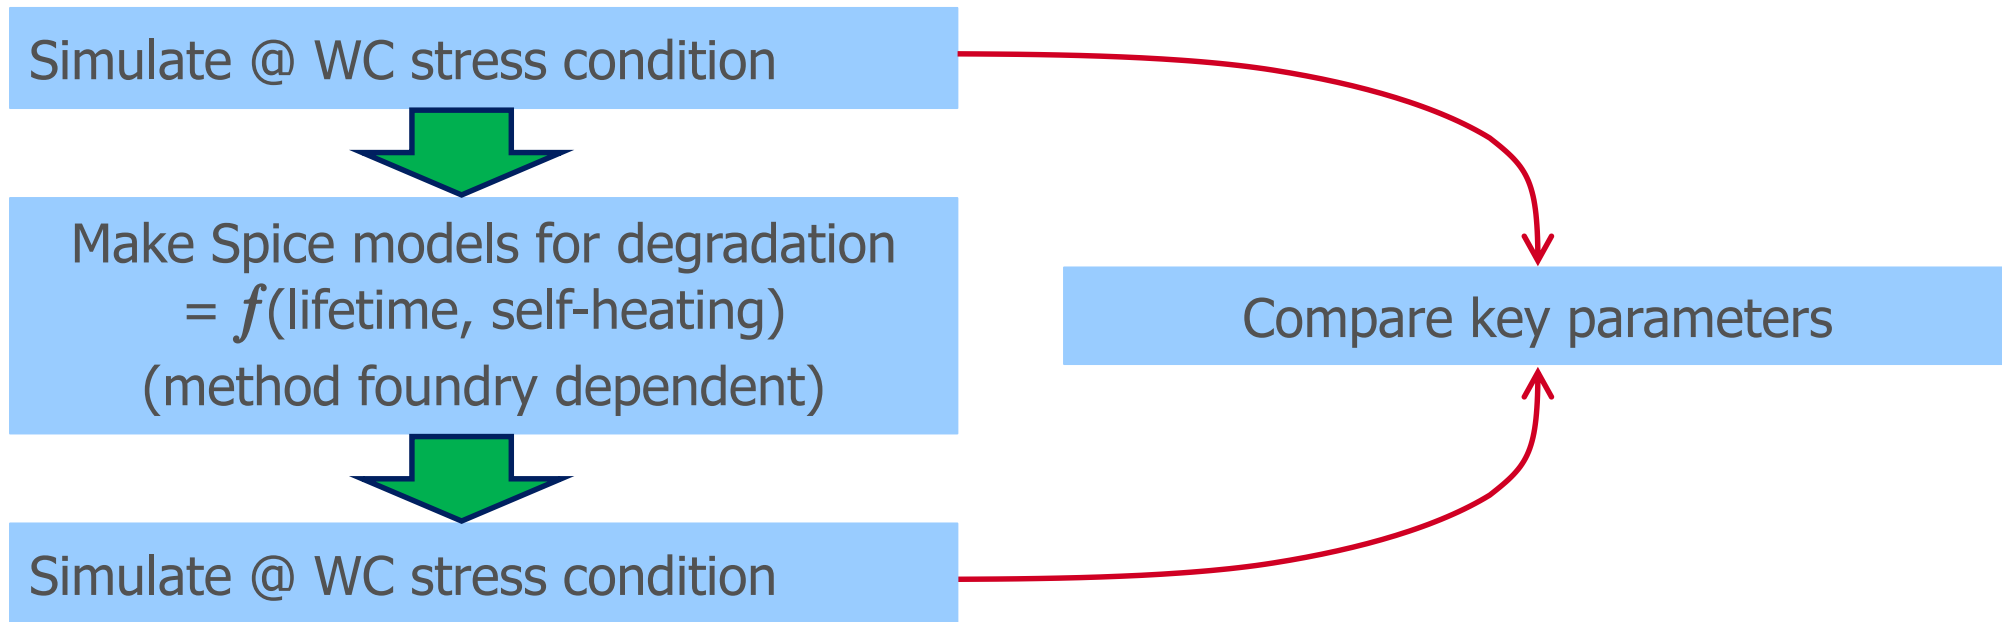 Simulate @ WC stress condition
Make Spice models for degradation
= f(lifetime, self-heating)
(method foundry dependent)
Compare key parameters
Simulate @ WC stress condition